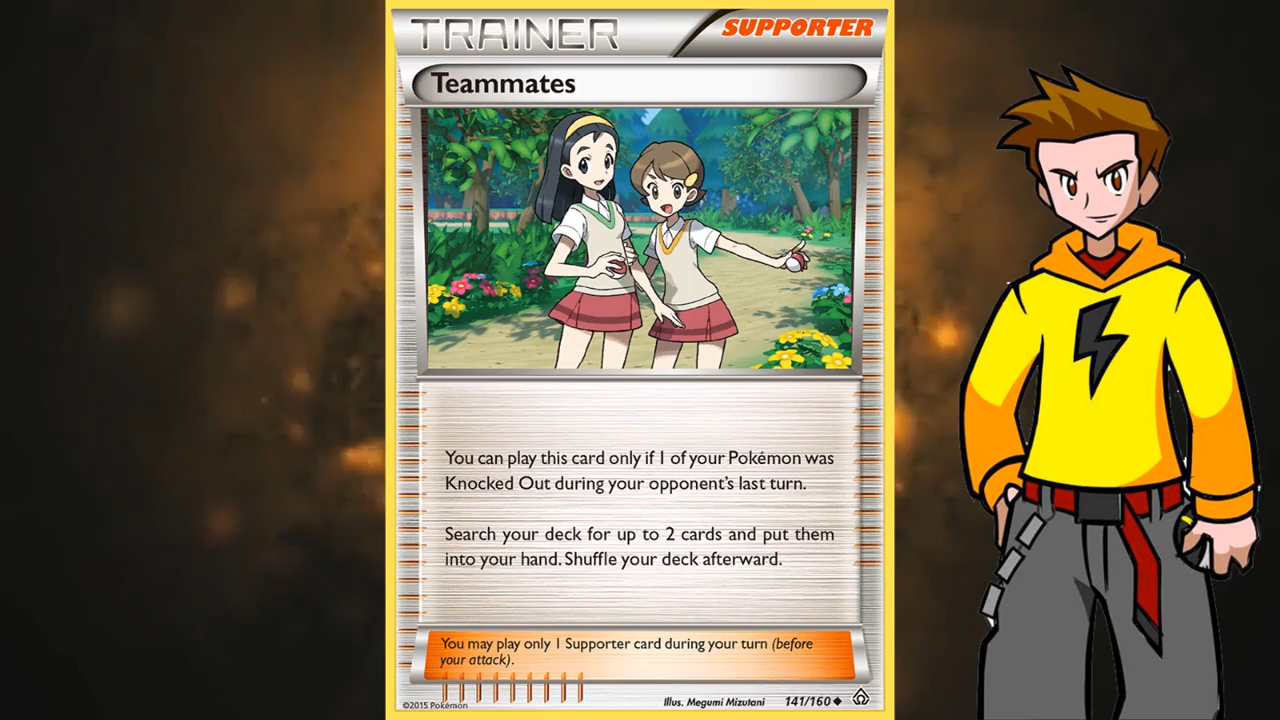 TRAINER
SUPPORTER
Teammates
You can play this card only if 1 of your Pokémon was
Knocked Out during your opponent's last turn.
Search your deck for up to 2 cards and put them
into your hand. Shuffle your deck afterward.
You may play only 1 Supporter card during your turn (before
your attack).
©2015 Pokémon
Illus. Megumi Mizutani
141/160